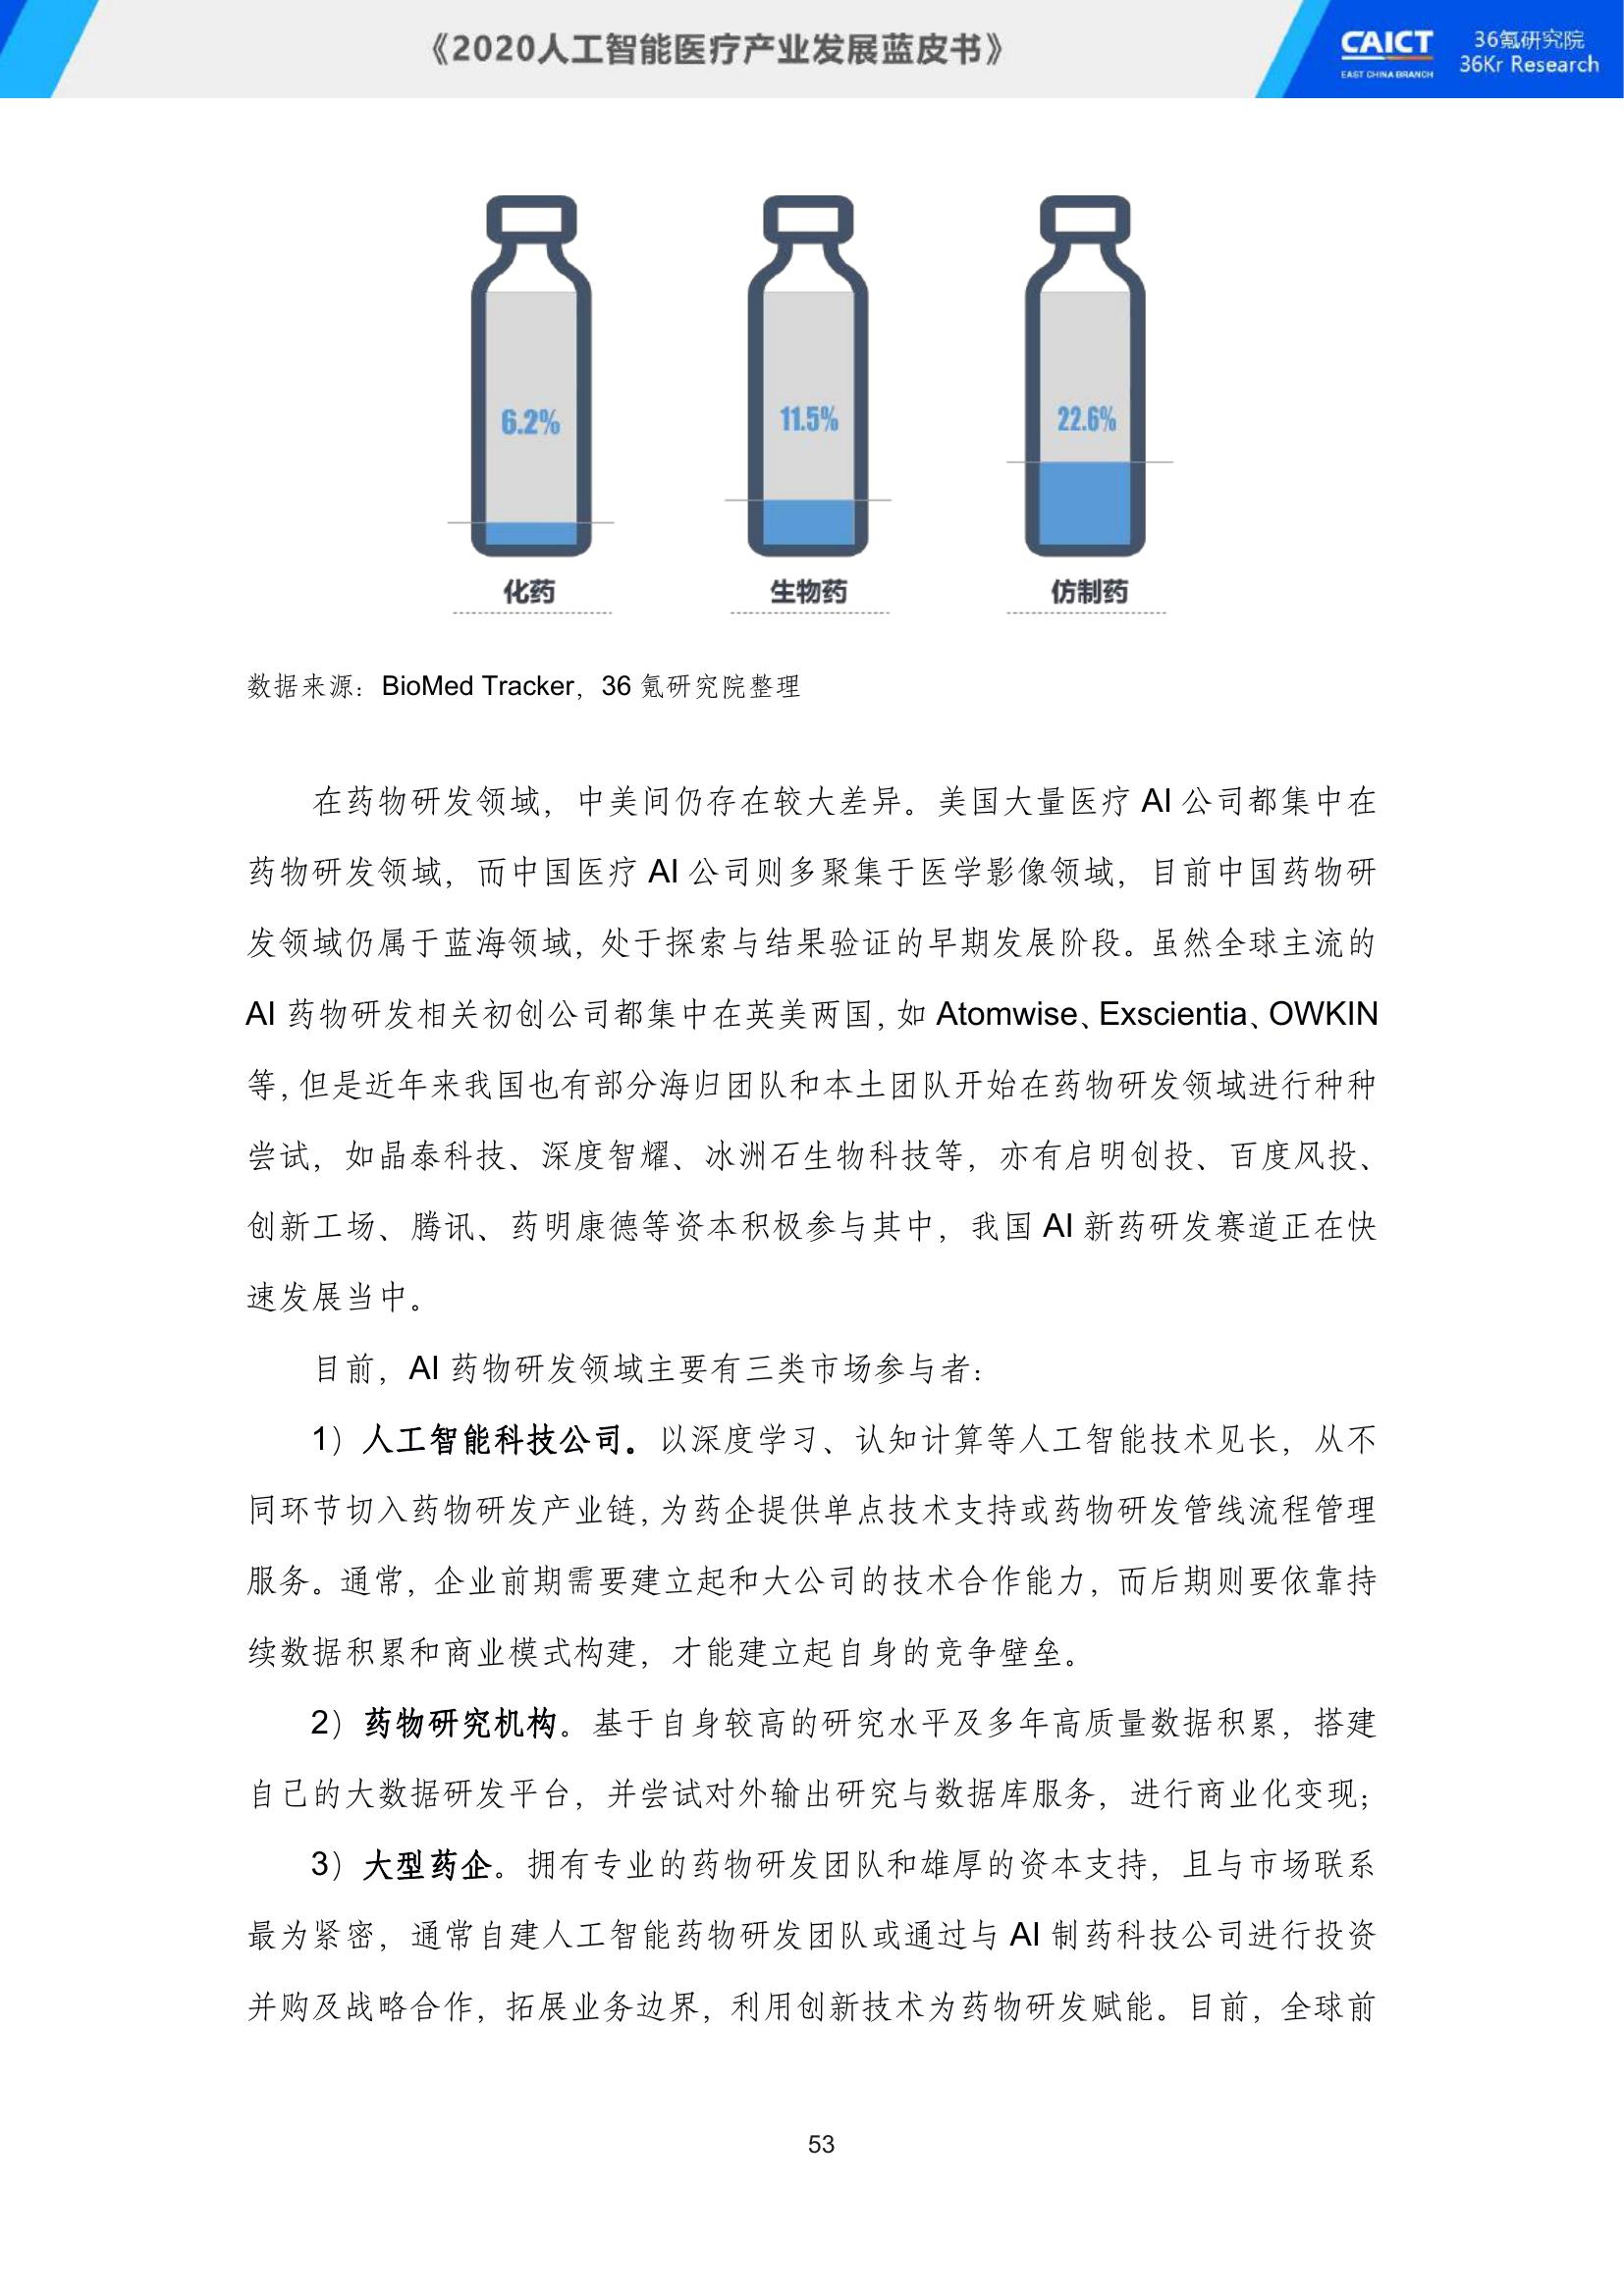 《2020人工智能医疗产业发展蓝皮书》
CAICT
EAST CHINA BRANCH
36氪研究院
36Kr Research
6.2%
11.5%
22.6%
化药
生物药
仿制药
数据来源：BioMed Tracker，36 氪研究院整理
在药物研发领域，中美间仍存在较大差异。美国大量医疗 AI 公司都集中在
药物研发领域，而中国医疗 AI 公司则多聚集于医学影像领域，目前中国药物研
发领域仍属于蓝海领域，处于探索与结果验证的早期发展阶段。虽然全球主流的
AI 药物研发相关初创公司都集中在英美两国，如 Atomwise、Exscientia、OWKIN
等，但是近年来我国也有部分海归团队和本土团队开始在药物研发领域进行种种
尝试，如晶泰科技、深度智耀、冰洲石生物科技等，亦有启明创投、百度风投、
创新工场、腾讯、药明康德等资本积极参与其中，我国 AI 新药研发赛道正在快
速发展当中。
目前，AI 药物研发领域主要有三类市场参与者：
1）人工智能科技公司。以深度学习、认知计算等人工智能技术见长，从不
同环节切入药物研发产业链，为药企提供单点技术支持或药物研发管线流程管理
服务。通常，企业前期需要建立起和大公司的技术合作能力，而后期则要依靠持
续数据积累和商业模式构建，才能建立起自身的竞争壁垒。
2）药物研究机构。基于自身较高的研究水平及多年高质量数据积累，搭建
自己的大数据研发平台，并尝试对外输出研究与数据库服务，进行商业化变现；
3）大型药企。拥有专业的药物研发团队和雄厚的资本支持，且与市场联系
最为紧密，通常自建人工智能药物研发团队或通过与 AI 制药科技公司进行投资
并购及战略合作，拓展业务边界，利用创新技术为药物研发赋能。目前，全球前
53